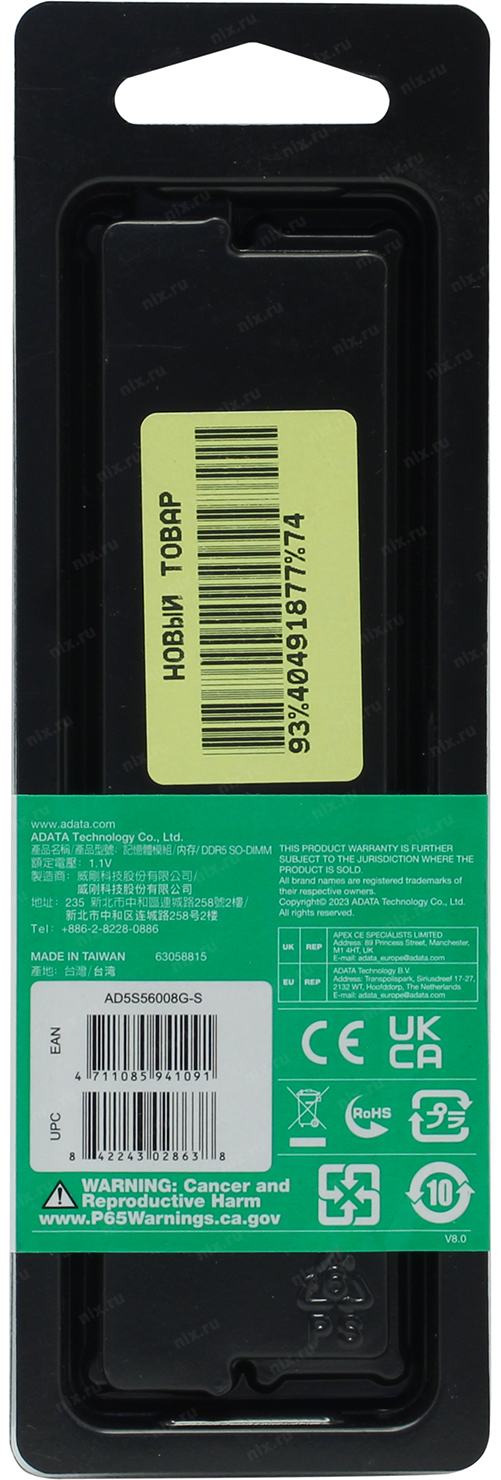 НОВЫЙ ТОВАР
93%40491877%74
www.adata.com
ADATA Technology Co., Ltd.
產品名稱/產品型號: 記憶體模組/内存/ DDR5 SO-DIMM
額定電壓: 1.1V
製造商: 威剛科技股份有限公司/
威刚科技股份有限公司
地址: 235 新北市中和區連城路258號2樓/
新北市中和区连城路258号2楼
Tel: +886-2-8228-0886
MADE IN TAIWAN 63058815
產地: 台灣/台湾
THIS PRODUCT WARRANTY IS FURTHER
SUBJECT TO THE JURISDICTION WHERE THE
PRODUCT IS SOLD.
All brand names are registered trademarks of
their respective owners.
Copyright© 2023 ADATA Technology Co., Ltd.
All rights reserved.
UK REP
APEX CE SPECIALISTS LIMITED
Address: 89 Princess Street, Manchester,
M1 4HT, UK
E-mail: adata_europe@adata.com
EU REP
ADATA Technology B.V.
Address: Transpolispark, Siriusdreef 17-27,
2132 WT, Hoofddorp, The Netherlands
E-mail: adata_europe@adata.com
AD5S56008G-S
EAN
4 711085 941091
UPC
8 42243 02863 8
CE
UK
CA
RoHS
プラ
10
WARNING: Cancer and
Reproductive Harm
www.P65Warnings.ca.gov
V8.0
PS
nix.ru